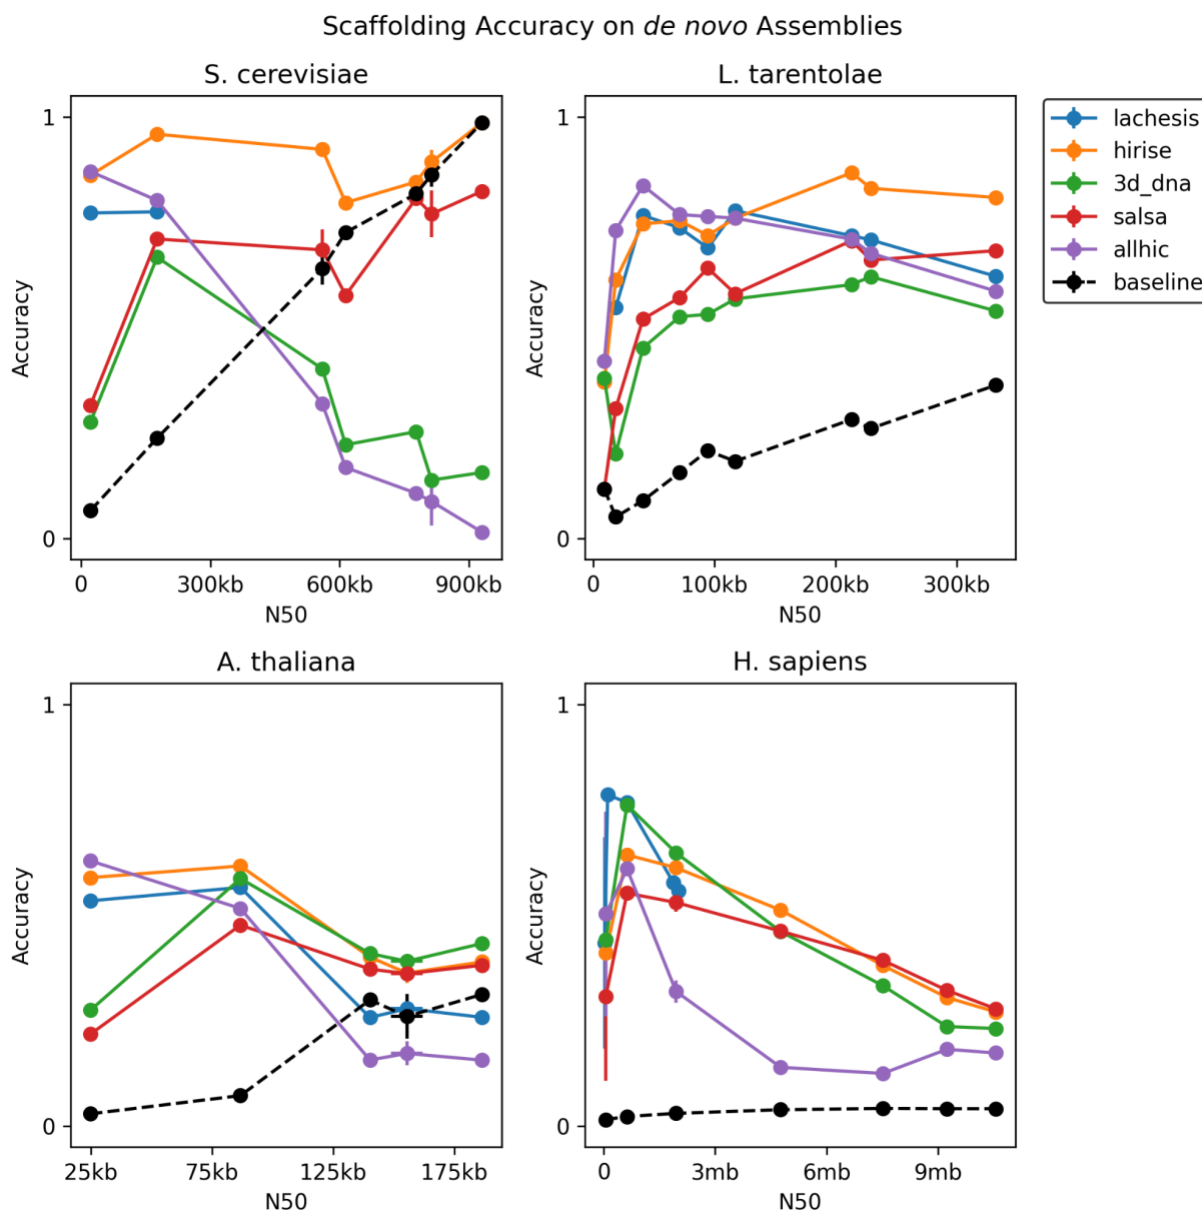 Scaffolding Accuracy on de novo Assemblies
S. cerevisiae
1
0
Accuracy
0 300kb 600kb 900kb
N50
L. tarentolae
1
0
Accuracy
0 100kb 200kb 300kb
N50
lachesis
hirise
3d_dna
salsa
allhic
baseline
A. thaliana
1
0
Accuracy
25kb 75kb 125kb 175kb
N50
H. sapiens
1
0
Accuracy
0 3mb 6mb 9mb
N50